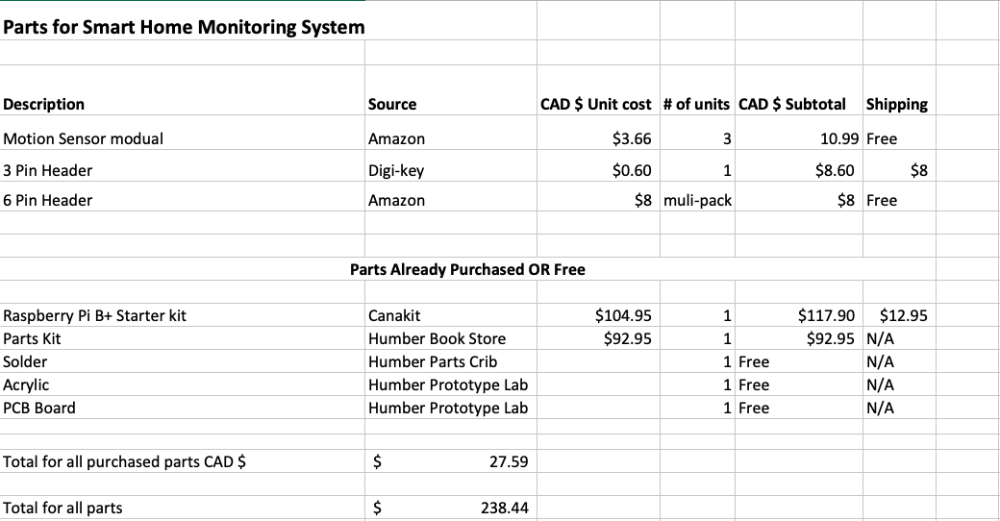 Parts for Smart Home Monitoring System
Description Source CAD $ Unit cost # of units CAD $ Subtotal Shipping
Motion Sensor modual Amazon $3.66 3 10.99 Free
3 Pin Header Digi-key $0.60 1 $8.60 $8
6 Pin Header Amazon $8 muli-pack $8 Free
Parts Already Purchased OR Free
Raspberry Pi B+ Starter kit Canakit $104.95 1 $117.90 $12.95
Parts Kit Humber Book Store $92.95 1 $92.95 N/A
Solder Humber Parts Crib 1 Free N/A
Acrylic Humber Prototype Lab 1 Free N/A
PCB Board Humber Prototype Lab 1 Free N/A
Total for all purchased parts CAD $ $ 27.59
Total for all parts $ 238.44